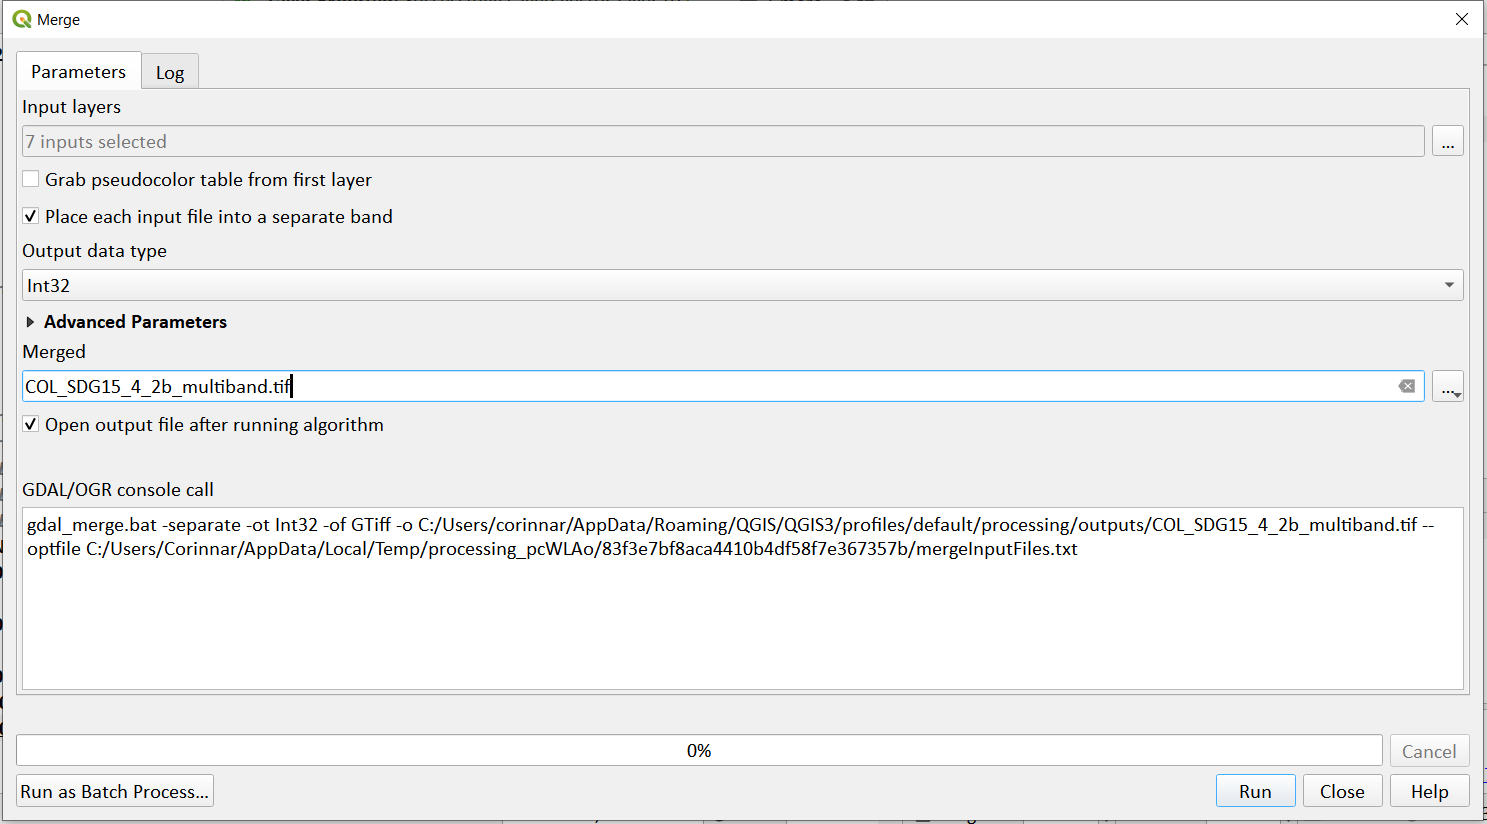 Merge
Parameters
Log
Input layers
7 inputs selected
...
Grab pseudocolor table from first layer
Place each input file into a separate band
Output data type
Int32
Advanced Parameters
Merged
COL_SDG15_4_2b_multiband.tif
...
Open output file after running algorithm
GDAL/OGR console call
gdal_merge.bat -separate -ot Int32 -of GTiff -o C:/Users/corinnar/AppData/Roaming/QGIS/QGIS3/profiles/default/processing/outputs/COL_SDG15_4_2b_multiband.tif --
optfile C:/Users/Corinnar/AppData/Local/Temp/processing_pcWLAo/83f3e7bf8aca4410b4df58f7e367357b/mergeInputFiles.txt
0%
Cancel
Run as Batch Process...
Run
Close
Help